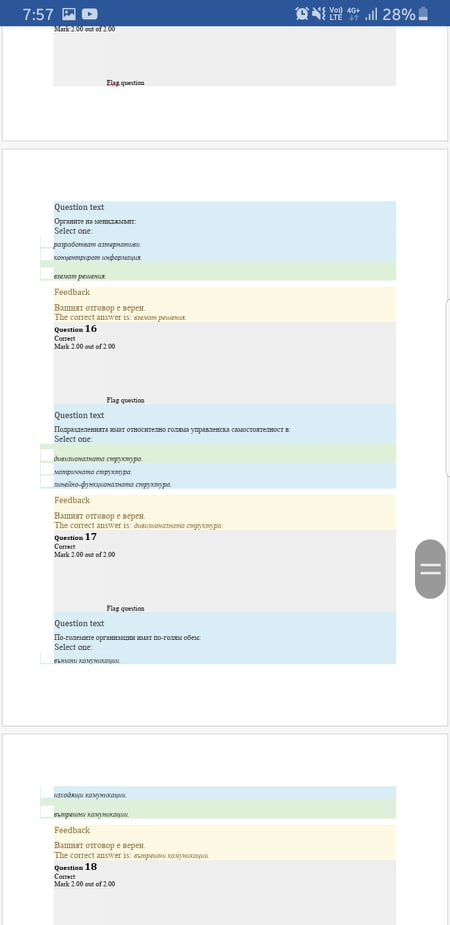 7:57
Vo))
LTE
4G+
28%
Mark 2.00 out of 2.00
Flag question
Question text
Органите на мениджмънт:
Select one:
разработват алтернативи.
концентрират информация.
вземат решения.
Feedback
Вашият отговор е верен.
The correct answer is: вземат решения.
Question 16
Correct
Mark 2.00 out of 2.00
Flag question
Question text
Подразделенията имат относително голяма управленска самостоятелност в:
Select one:
дивизионалната структура.
матричната структура.
линейно-функционалната структура.
Feedback
Вашият отговор е верен.
The correct answer is: дивизионалната структура.
Question 17
Correct
Mark 2.00 out of 2.00
Flag question
Question text
По-големите организации имат по-голям обем:
Select one:
външни комуникации.
изходящи комуникации.
вътрешни комуникации.
Feedback
Вашият отговор е верен.
The correct answer is: вътрешни комуникации.
Question 18
Correct
Mark 2.00 out of 2.00